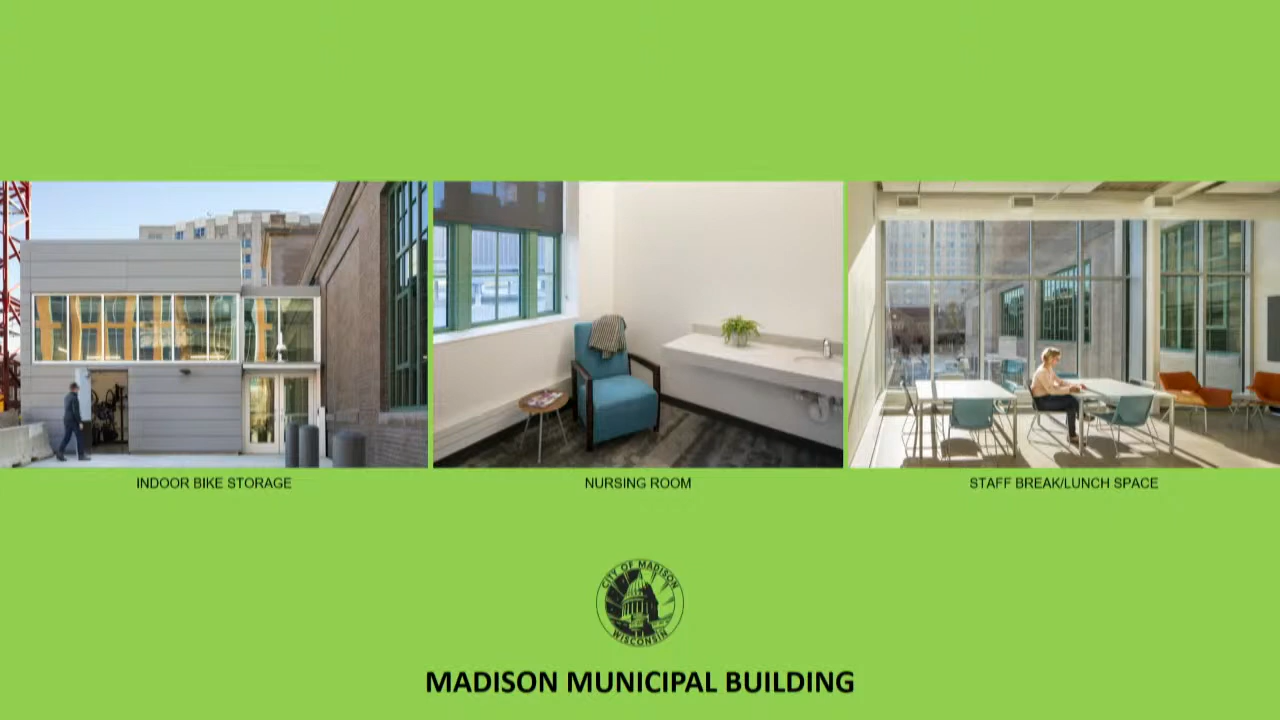 INDOOR BIKE STORAGE
NURSING ROOM
STAFF BREAK/LUNCH SPACE
CITY OF MADISON
WISCONSIN
MADISON MUNICIPAL BUILDING